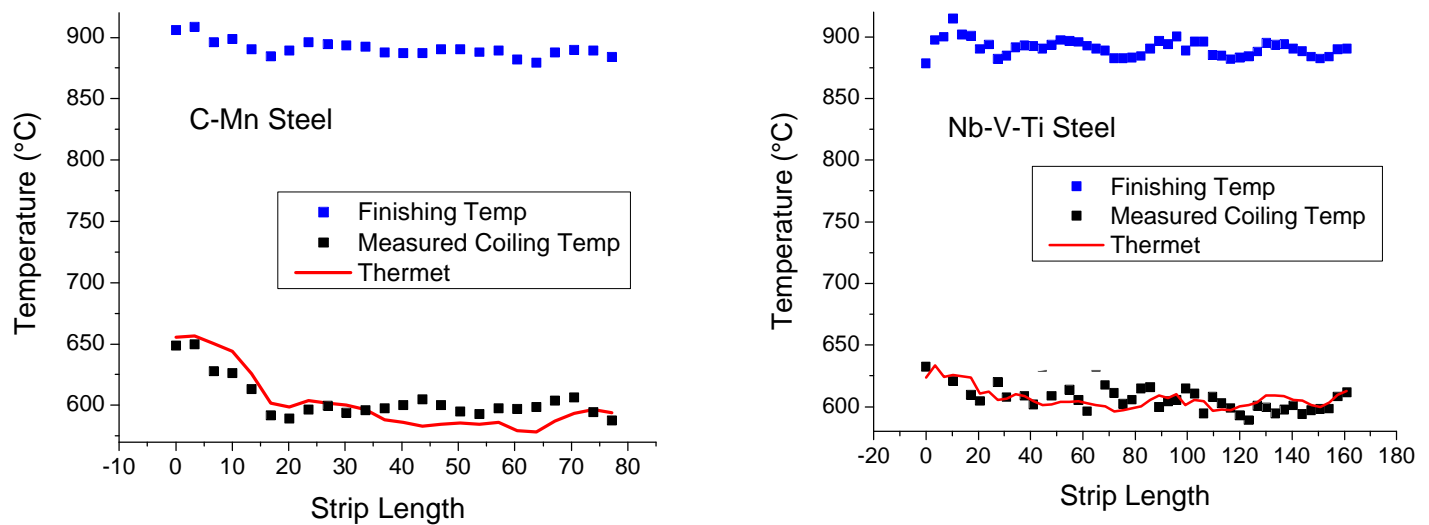 900
850
800
750
700
650
600
Temperature (°C)
C-Mn Steel
Finishing Temp
Measured Coiling Temp
Thermet
-10 0 10 20 30 40 50 60 70 80
Strip Length
900
850
800
750
700
650
600
Temperature (°C)
Nb-V-Ti Steel
Finishing Temp
Measured Coiling Temp
Thermet
-20 0 20 40 60 80 100 120 140 160 180
Strip Length